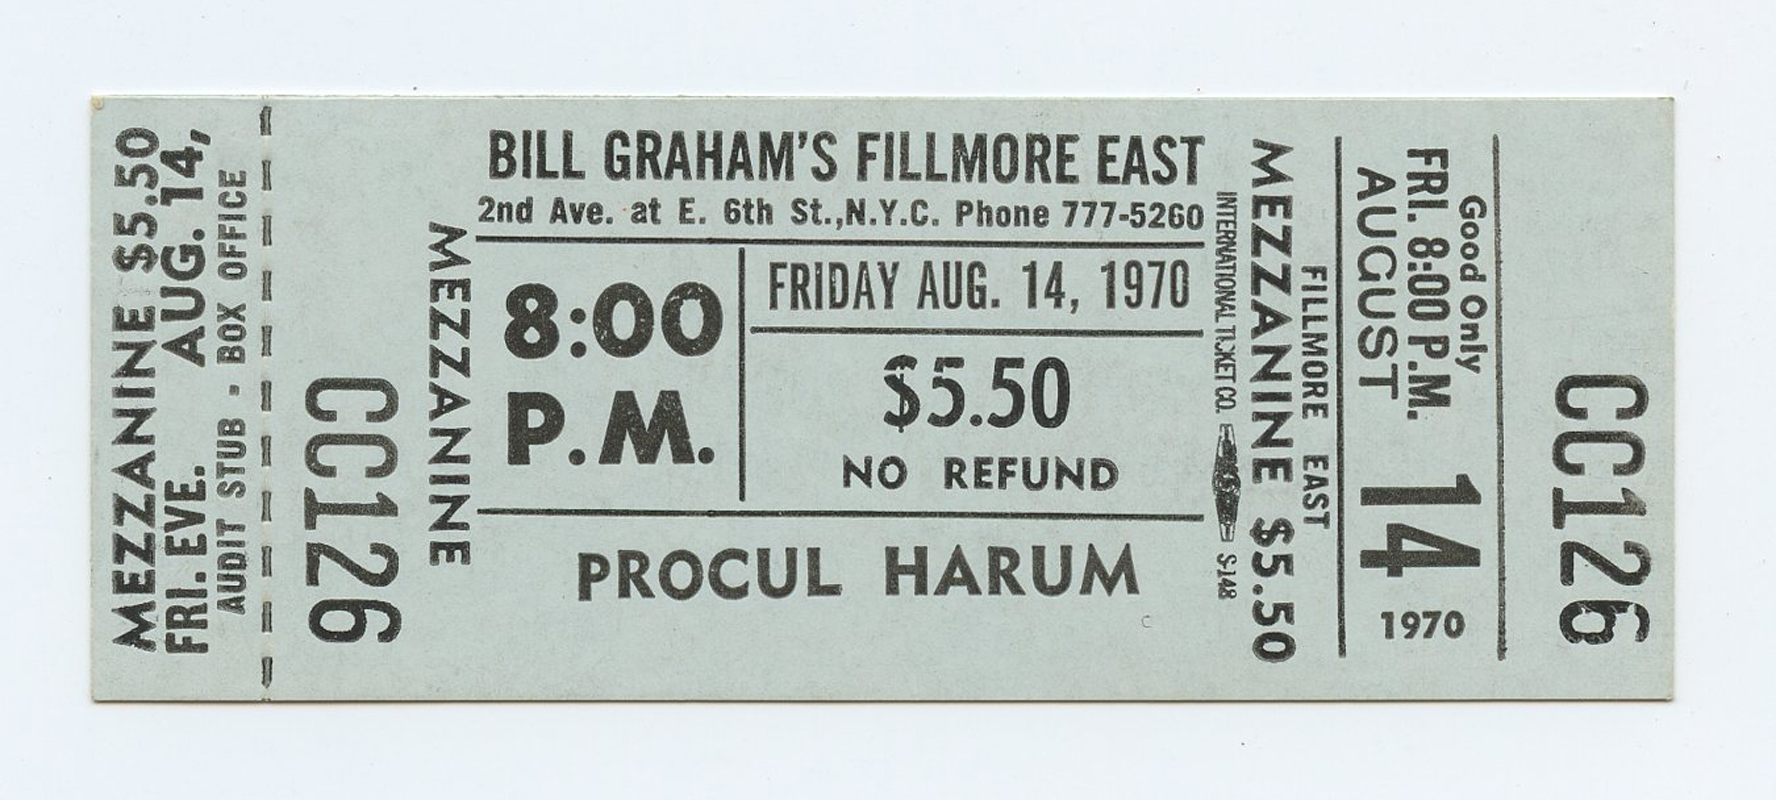 MEZZANINE $5.50
FRI. EVE. AUG. 14,
AUDIT STUB - BOX OFFICE
CC126
MEZZANINE
BILL GRAHAM'S FILLMORE EAST
2nd Ave. at E. 6th St.,N.Y.C. Phone 777-5260
8:00
P.M.
FRIDAY AUG. 14, 1970
$5.50
NO REFUND
PROCUL HARUM
INTERNATIONAL TICKET CO. S-148
MEZZANINE $5.50
FILLMORE EAST
Good Only
FRI. 8:00 P.M.
AUGUST
14
1970
CC126